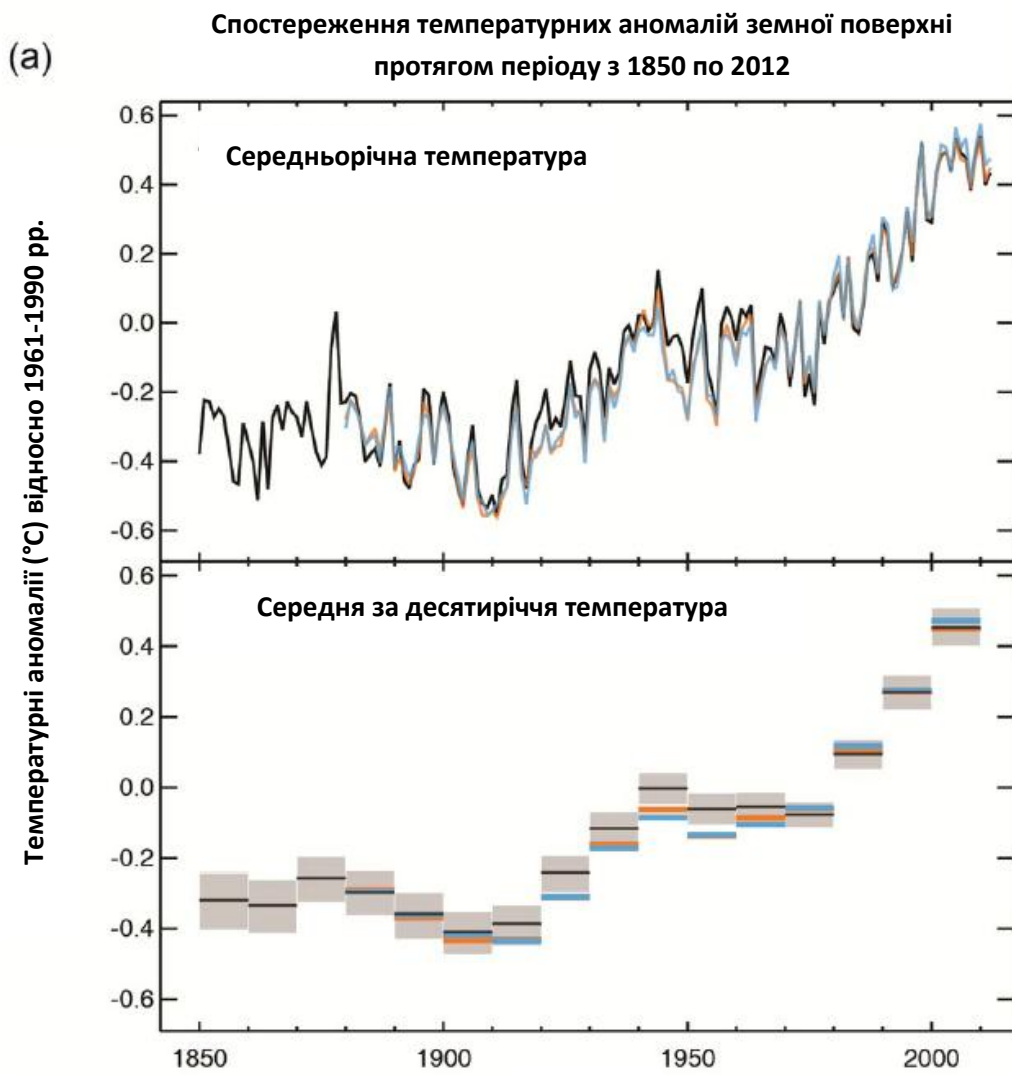 Спостереження температурних аномалій земної поверхні
протягом періоду з 1850 по 2012
(a)
Температурні аномалії (°C) відносно 1961-1990 рр.
0.6
Середньорічна температура
0.4
0.2
0.0
-0.2
-0.4
-0.6
0.6
Середня за десятиріччя температура
0.4
0.2
0.0
-0.2
-0.4
-0.6
1850 1900 1950 2000